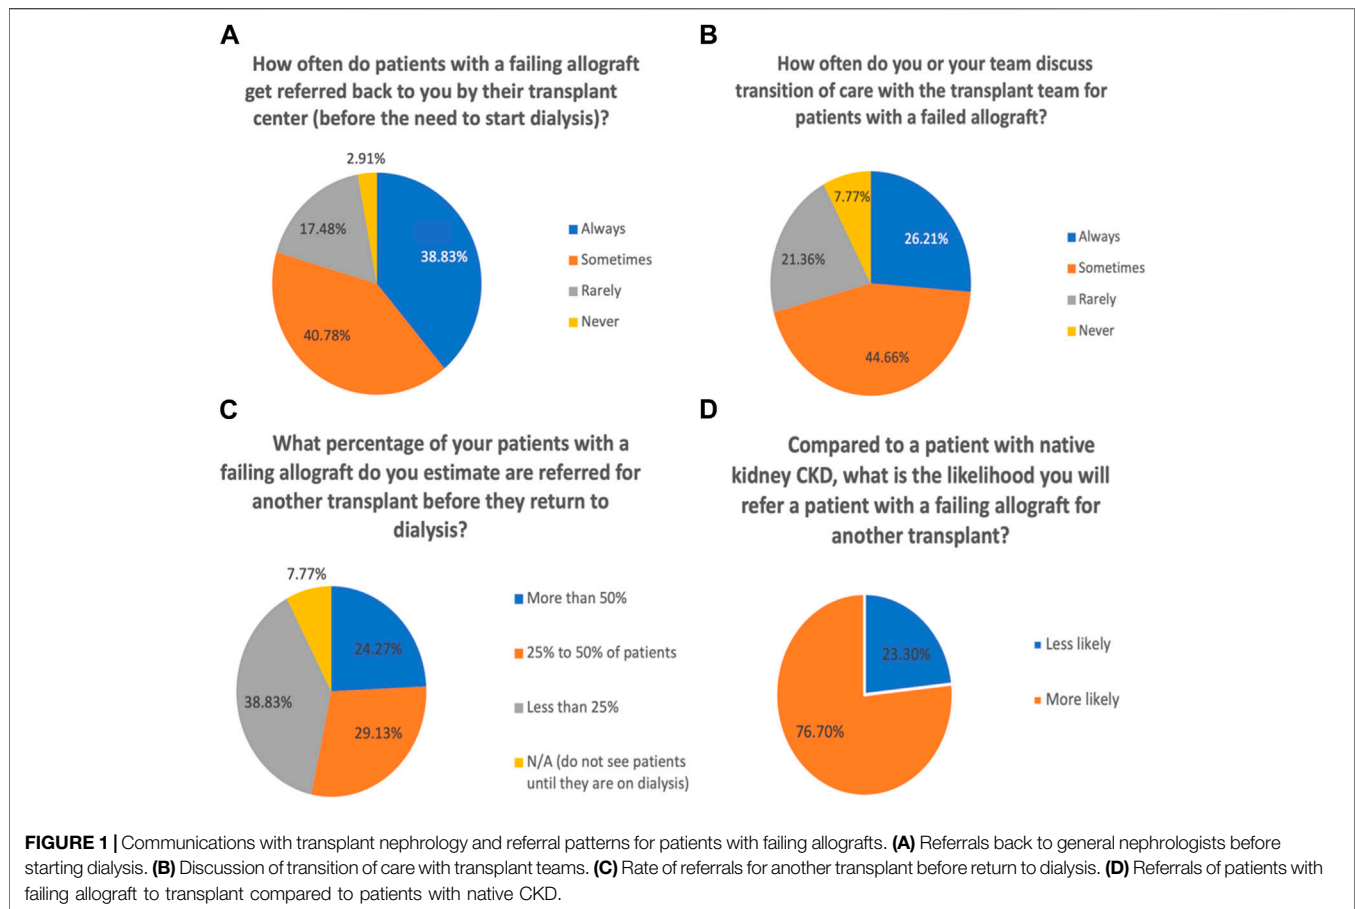 A
How often do patients with a failing allograft
get referred back to you by their transplant
center (before the need to start dialysis)?
2.91%
17.48%
38.83%
40.78%
Always
Sometimes
Rarely
Never
B
How often do you or your team discuss
transition of care with the transplant team for
patients with a failed allograft?
7.77%
26.21%
21.36%
44.66%
Always
Sometimes
Rarely
Never
C
What percentage of your patients with a
failing allograft do you estimate are referred for
another transplant before they return to
dialysis?
7.77%
24.27%
38.83%
29.13%
More than 50%
25% to 50% of patients
Less than 25%
N/A (do not see patients
until they are on dialysis)
D
Compared to a patient with native
kidney CKD, what is the likelihood you will
refer a patient with a failing allograft for
another transplant?
23.30%
76.70%
Less likely
More likely
FIGURE 1 | Communications with transplant nephrology and referral patterns for patients with failing allografts. (A) Referrals back to general nephrologists before
starting dialysis. (B) Discussion of transition of care with transplant teams. (C) Rate of referrals for another transplant before return to dialysis. (D) Referrals of patients with
failing allograft to transplant compared to patients with native CKD.